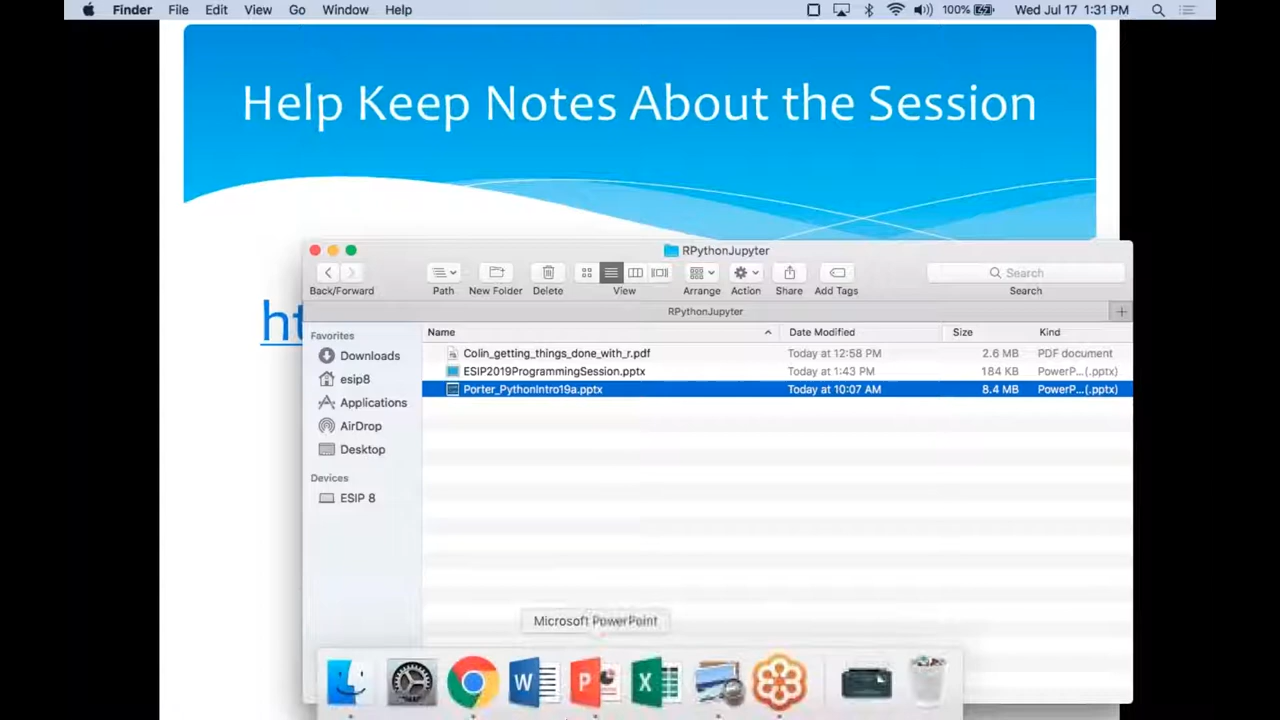 Finder File Edit View Go Window Help 100% Wed Jul 17 1:31 PM
Help Keep Notes About the Session
ht
RPythonJupyter
Search
Back/Forward Path New Folder Delete View Arrange Action Share Add Tags Search
RPythonJupyter
Favorites
Downloads
esip8
Applications
AirDrop
Desktop
Devices
ESIP 8
Name Date Modified Size Kind
Colin_getting_things_done_with_r.pdf Today at 12:58 PM 2.6 MB PDF document
ESIP2019ProgrammingSession.pptx Today at 1:43 PM 184 KB PowerP...(.pptx)
Porter_PythonIntro19a.pptx Today at 10:07 AM 8.4 MB PowerP...(.pptx)
Microsoft PowerPoint
W P X